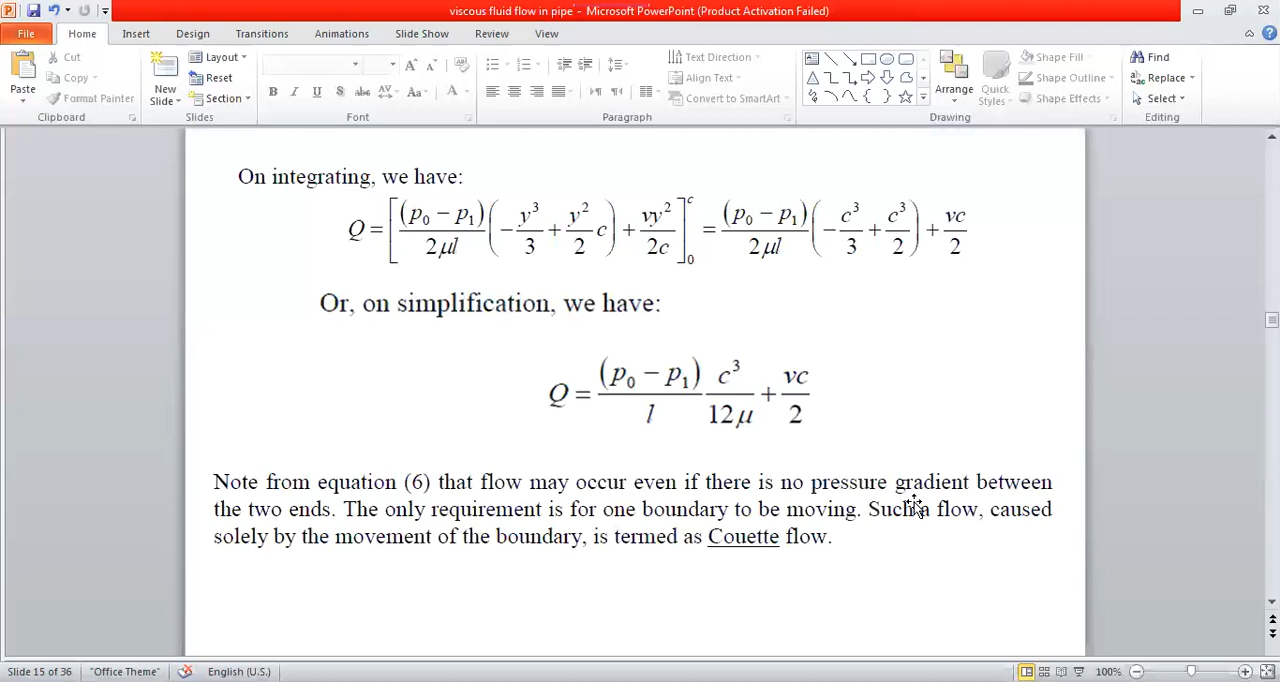 viscous fluid flow in pipe - Microsoft PowerPoint (Product Activation Failed)
File Home Insert Design Transitions Animations Slide Show Review View
Paste
Cut
Copy
Format Painter
Clipboard
New Slide
Layout
Reset
Section
Slides
B I U S abc AV Aa A
Font
Text Direction
Align Text
Convert to SmartArt
Paragraph
Arrange
Quick Styles
Shape Fill
Shape Outline
Shape Effects
Drawing
Find
Replace
Select
Editing
On integrating, we have:
Q = [ (p₀ − p₁)/2μl ( − y³/3 + y²/2 c ) + vy²/2c ]₀ᶜ = (p₀ − p₁)/2μl ( − c³/3 + c³/2 ) + vc/2
Or, on simplification, we have:
Q = (p₀ − p₁)/l c³/12μ + vc/2
Note from equation (6) that flow may occur even if there is no pressure gradient between
the two ends. The only requirement is for one boundary to be moving. Such a flow, caused
solely by the movement of the boundary, is termed as Couette flow.
Slide 15 of 36 "Office Theme" English (U.S.) 100%